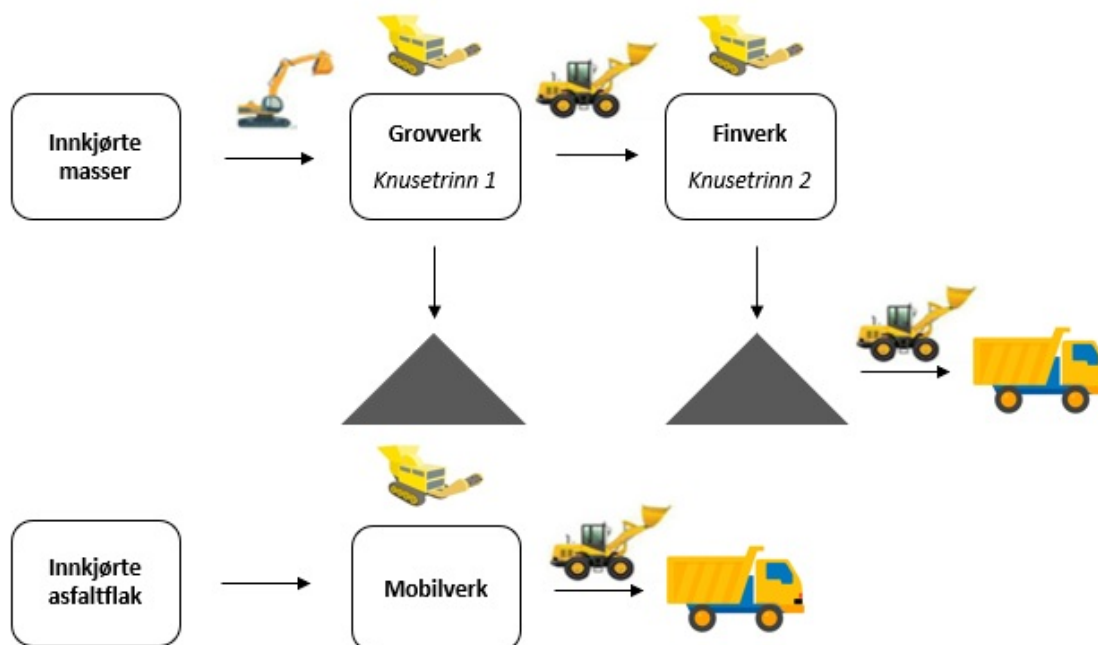 Innkjørte
masser
Grovverk
Knusetrinn 1
Finverk
Knusetrinn 2
Innkjørte
asfaltflak
Mobilverk